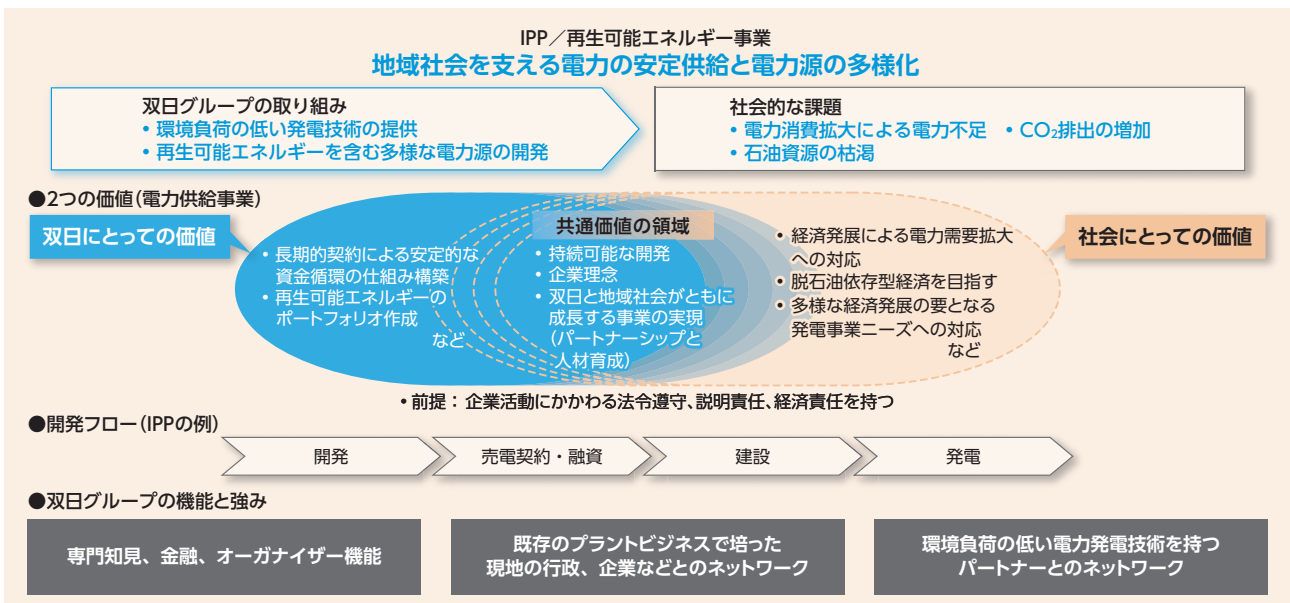 IPP／再生可能エネルギー事業
地域社会を支える電力の安定供給と電力源の多様化
双日グループの取り組み
• 環境負荷の低い発電技術の提供
• 再生可能エネルギーを含む多様な電力源の開発
社会的な課題
• 電力消費拡大による電力不足 • CO₂排出の増加
• 石油資源の枯渇
●2つの価値（電力供給事業）
双日にとっての価値
• 長期的契約による安定的な
資金循環の仕組み構築
• 再生可能エネルギーの
ポートフォリオ作成
など
共通価値の領域
• 持続可能な開発
• 企業理念
• 双日と地域社会がともに
成長する事業の実現
（パートナーシップと
人材育成）
• 経済発展による電力需要拡大
への対応
• 脱石油依存型経済を目指す
• 多様な経済発展の要となる
発電事業ニーズへの対応
など
社会にとっての価値
• 前提：企業活動にかかわる法令遵守、説明責任、経済責任を持つ
●開発フロー（IPPの例）
開発
売電契約・融資
建設
発電
●双日グループの機能と強み
専門知見、金融、オーガナイザー機能
既存のプラントビジネスで培った
現地の行政、企業などとのネットワーク
環境負荷の低い電力発電技術を持つ
パートナーとのネットワーク